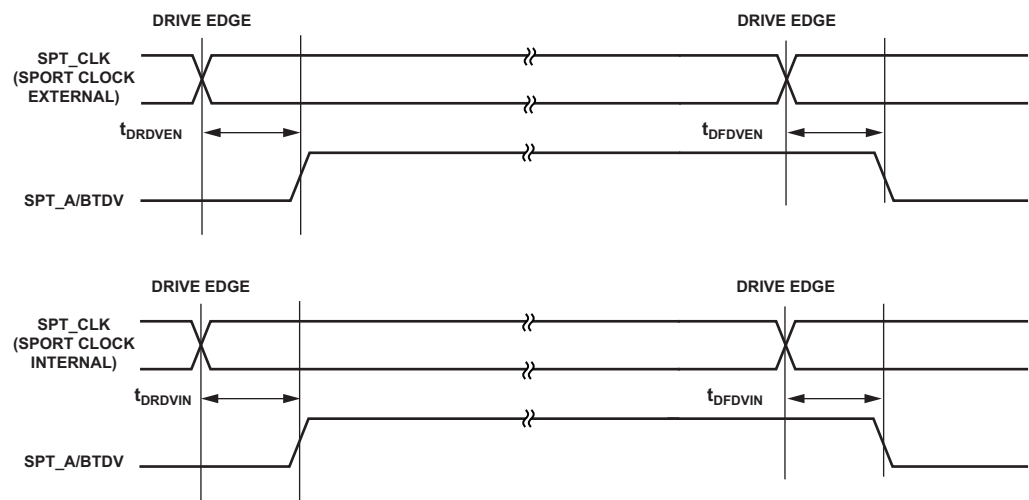 DRIVE EDGE DRIVE EDGE
SPT_CLK
(SPORT CLOCK
EXTERNAL)
tDRDVEN tDFDVEN
SPT_A/BTDV
DRIVE EDGE DRIVE EDGE
SPT_CLK
(SPORT CLOCK
INTERNAL)
tDRDVIN tDFDVIN
SPT_A/BTDV